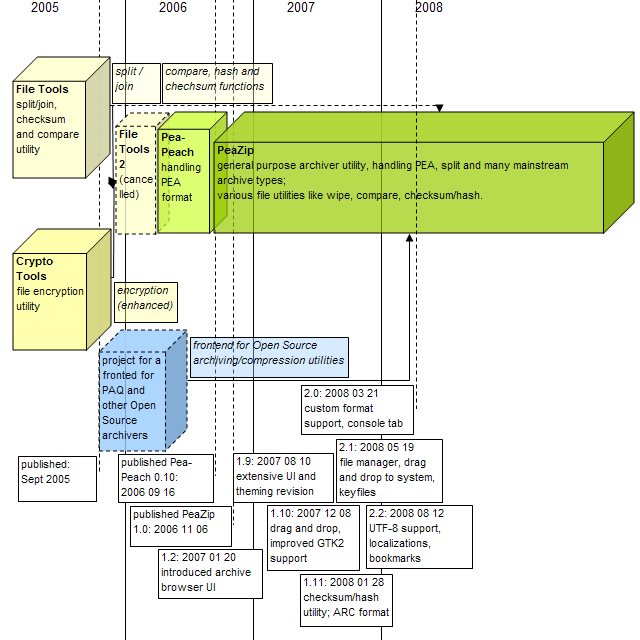 2005 2006 2007 2008
File Tools
split/join,
checksum
and compare
utility
split /
join
compare, hash and
chechsum functions
File
Tools
2
(cance
lled)
Pea-
Peach
handling
PEA
format
PeaZip
general purpose archiver utility, handling PEA, split and many mainstream
archive types;
various file utilities like wipe, compare, checksum/hash.
Crypto
Tools
file encryption
utility
encryption
(enhanced)
project for a
fronted for
PAQ and
other Open
Source
archivers
frontend for Open Source
archiving/compression utilities
2.0: 2008 03 21
custom format
support, console tab
published:
Sept 2005
published Pea-
Peach 0.10:
2006 09 16
1.9: 2007 08 10
extensive UI and
theming revision
2.1: 2008 05 19
file manager, drag
and drop to system,
keyfiles
published PeaZip
1.0: 2006 11 06
1.10: 2007 12 08
drag and drop,
improved GTK2
support
2.2: 2008 08 12
UTF-8 support,
localizations,
bookmarks
1.2: 2007 01 20
introduced archive
browser UI
1.11: 2008 01 28
checksum/hash
utility; ARC format